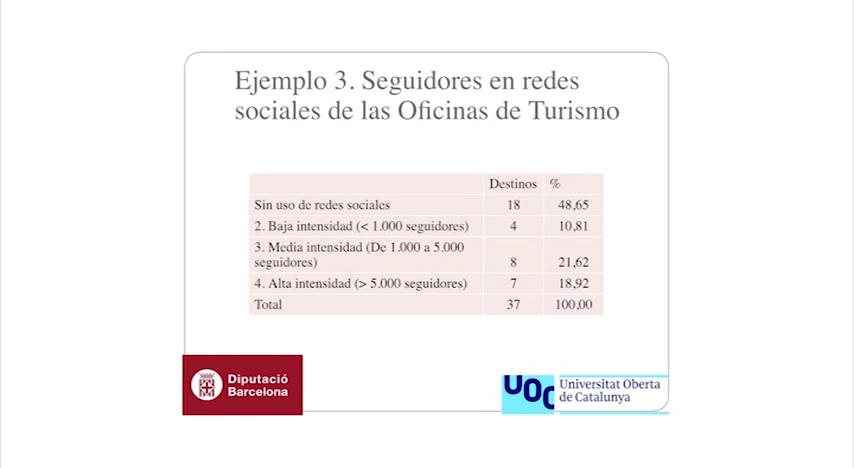 Ejemplo 3. Seguidores en redes
sociales de las Oficinas de Turismo
Destinos %
Sin uso de redes sociales 18 48,65
2. Baja intensidad (< 1.000 seguidores) 4 10,81
3. Media intensidad (De 1.000 a 5.000
seguidores) 8 21,62
4. Alta intensidad (> 5.000 seguidores) 7 18,92
Total 37 100,00
Diputació
Barcelona
UOC
Universitat Oberta
de Catalunya